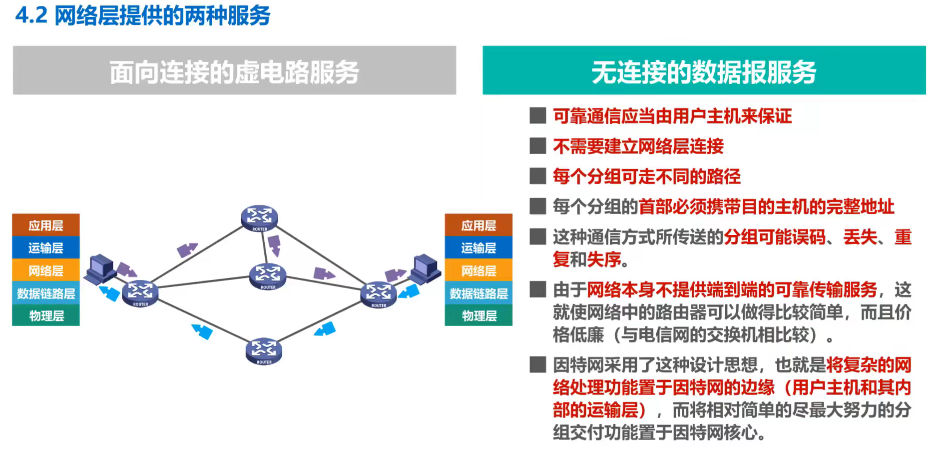 4.2 网络层提供的两种服务
面向连接的虚电路服务
无连接的数据报服务
可靠通信应当由用户主机来保证
不需要建立网络层连接
每个分组可走不同的路径
每个分组的首部必须携带目的主机的完整地址
这种通信方式所传送的分组可能误码、丢失、重
复和失序。
由于网络本身不提供端到端的可靠传输服务，这
就使网络中的路由器可以做得比较简单，而且价
格低廉（与电信网的交换机相比较）。
因特网采用了这种设计思想，也就是将复杂的网
络处理功能置于因特网的边缘（用户主机和其内
部的运输层），而将相对简单的尽最大努力的分
组交付功能置于因特网核心。
应用层
运输层
网络层
数据链路层
物理层
ROUTER
ROUTER
ROUTER
ROUTER
ROUTER
应用层
运输层
网络层
数据链路层
物理层